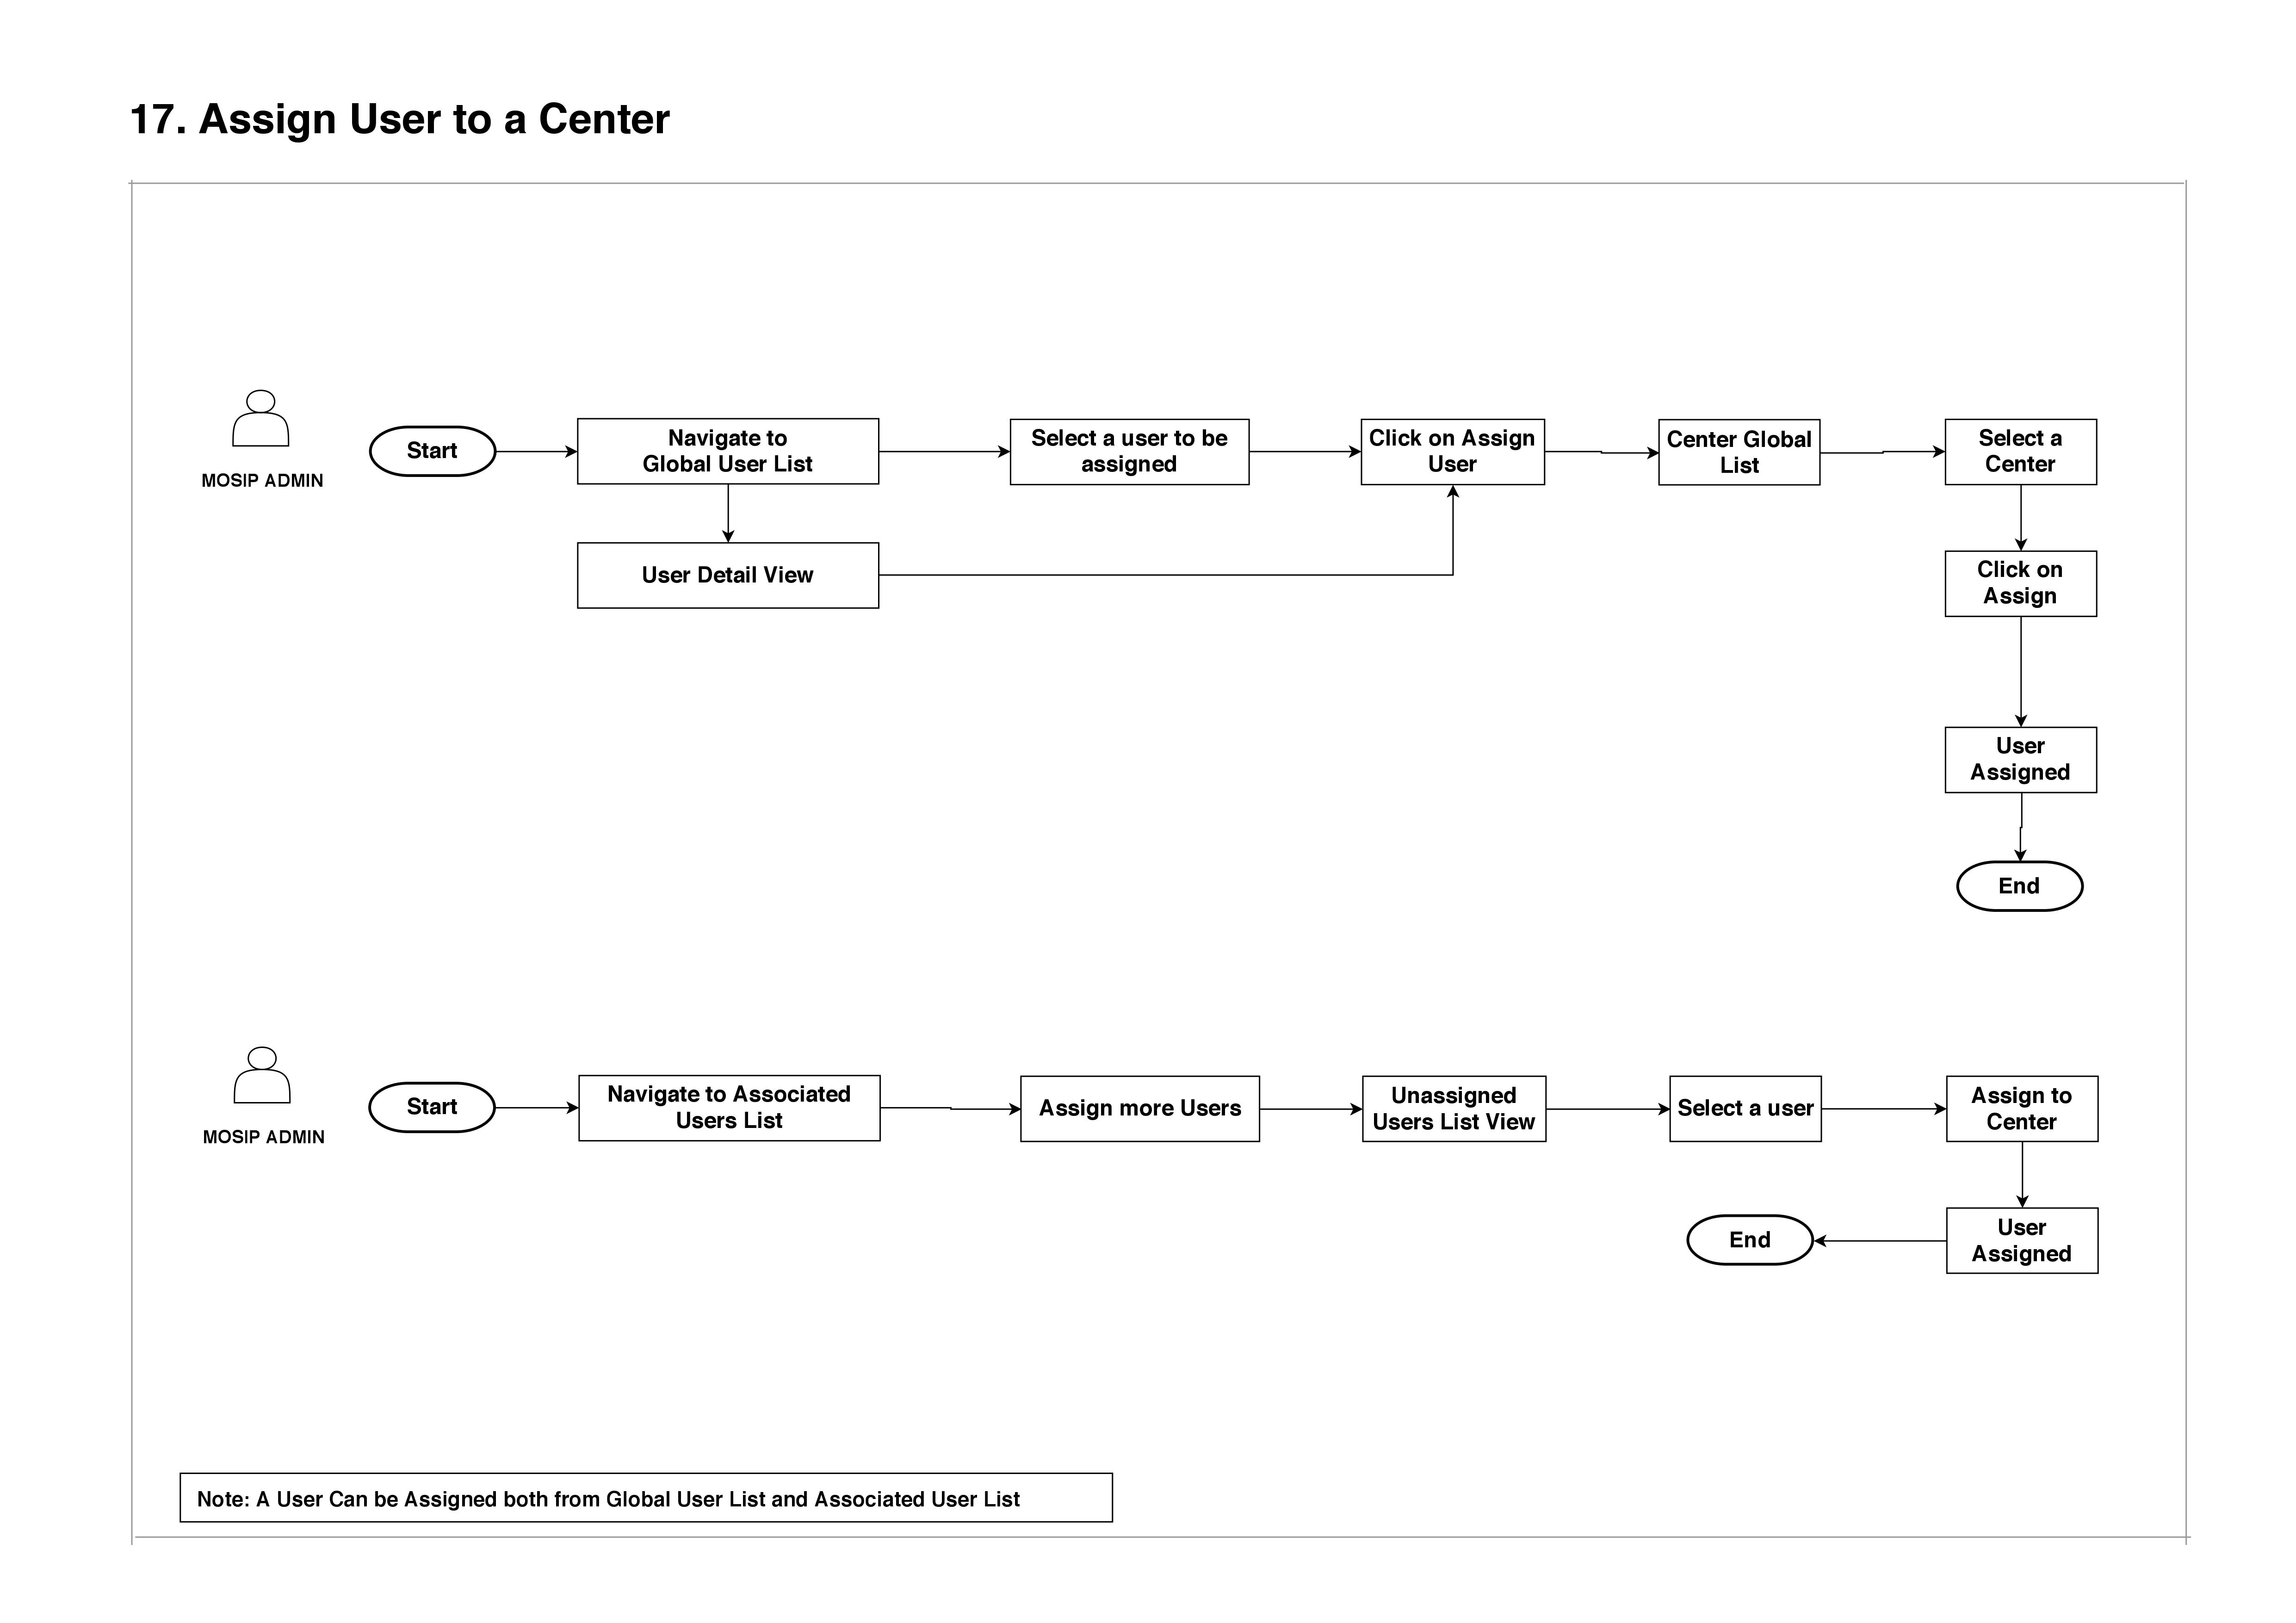 17. Assign User to a Center
MOSIP ADMIN
Start
Navigate to
Global User List
Select a user to be
assigned
Click on Assign
User
Center Global
List
Select a
Center
User Detail View
Click on
Assign
User
Assigned
End
MOSIP ADMIN
Start
Navigate to Associated
Users List
Assign more Users
Unassigned
Users List View
Select a user
Assign to
Center
User
Assigned
End
Note: A User Can be Assigned both from Global User List and Associated User List